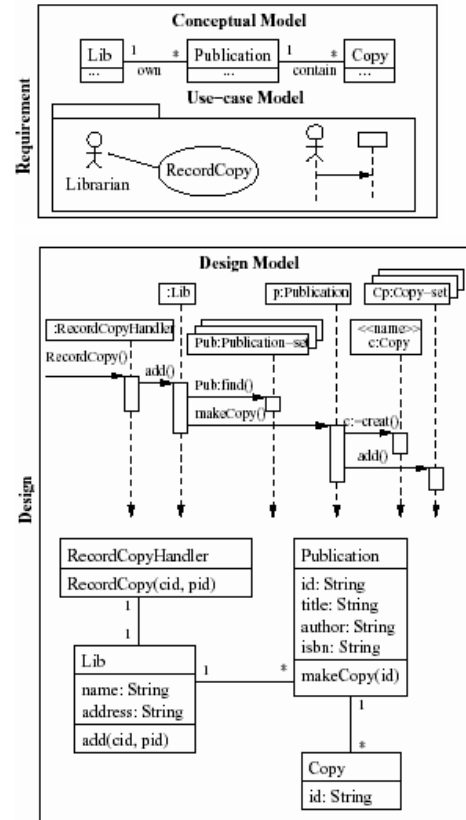 Conceptual Model
Lib 1 * Publication 1 * Copy
... own ... contain ...
Use-case Model
Requirement
Librarian
RecordCopy
Design Model
:Lib p:Publication Cp:Copy-set
:RecordCopyHandler Pub:Publication-set <<name>>
c:Copy
RecordCopy()
add()
Pub:find()
makeCopy()
c:=creat()
add()
Design
RecordCopyHandler
RecordCopy(cid, pid)
1
1
Lib
name: String
address: String
add(cid, pid)
1 *
Publication
id: String
title: String
author: String
isbn: String
makeCopy(id)
1
*
Copy
id: String